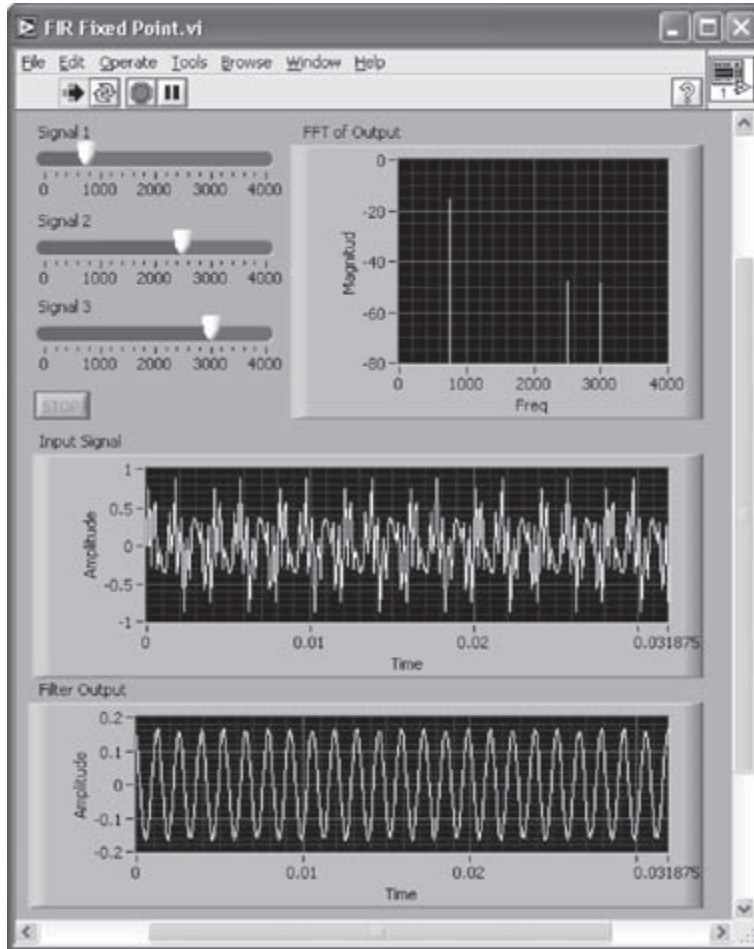 FIR Fixed Point.vi
File Edit Operate Tools Browse Window Help
?
1
Signal 1
0 1000 2000 3000 4000
Signal 2
0 1000 2000 3000 4000
Signal 3
0 1000 2000 3000 4000
STOP
FFT of Output
0
-20
-40
-60
-80
Magnitud
0 1000 2000 3000 4000
Freq
Input Signal
1
0.5
0
-0.5
-1
Amplitude
0 0.01 0.02 0.031875
Time
Filter Output
0.2
0.1
0
-0.1
-0.2
Amplitude
0 0.01 0.02 0.031875
Time